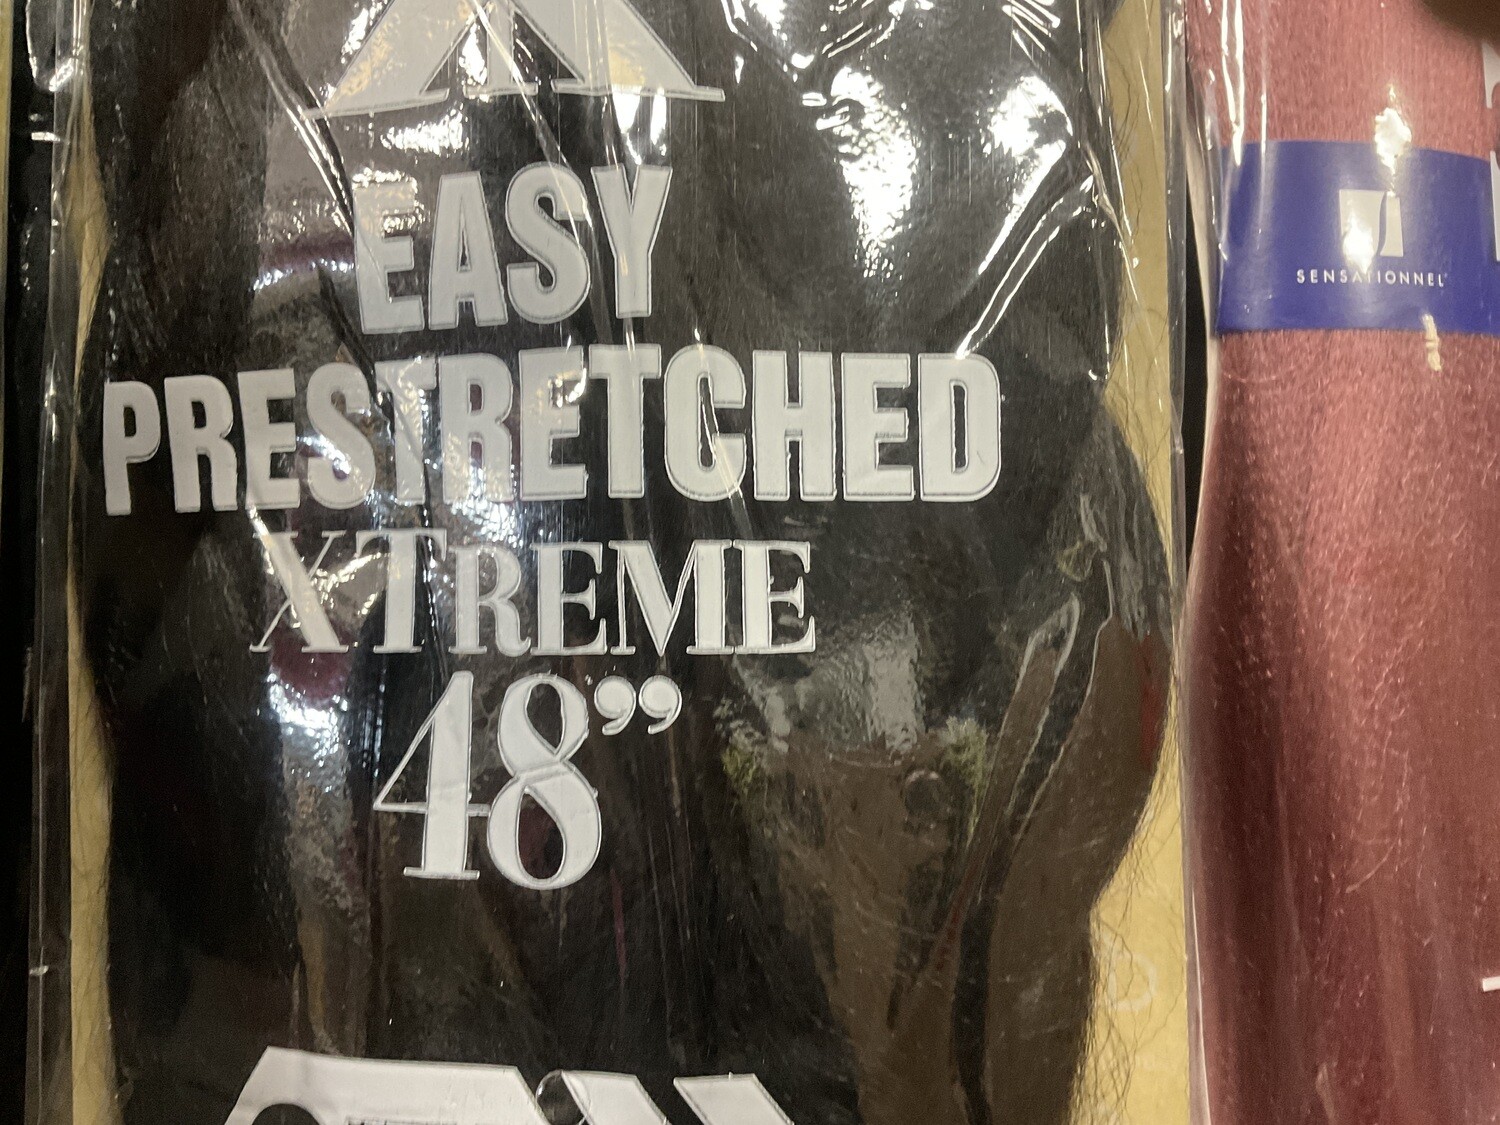 EASY
PRESTRETCHED
XTREME
48”
SENSATIONNEL